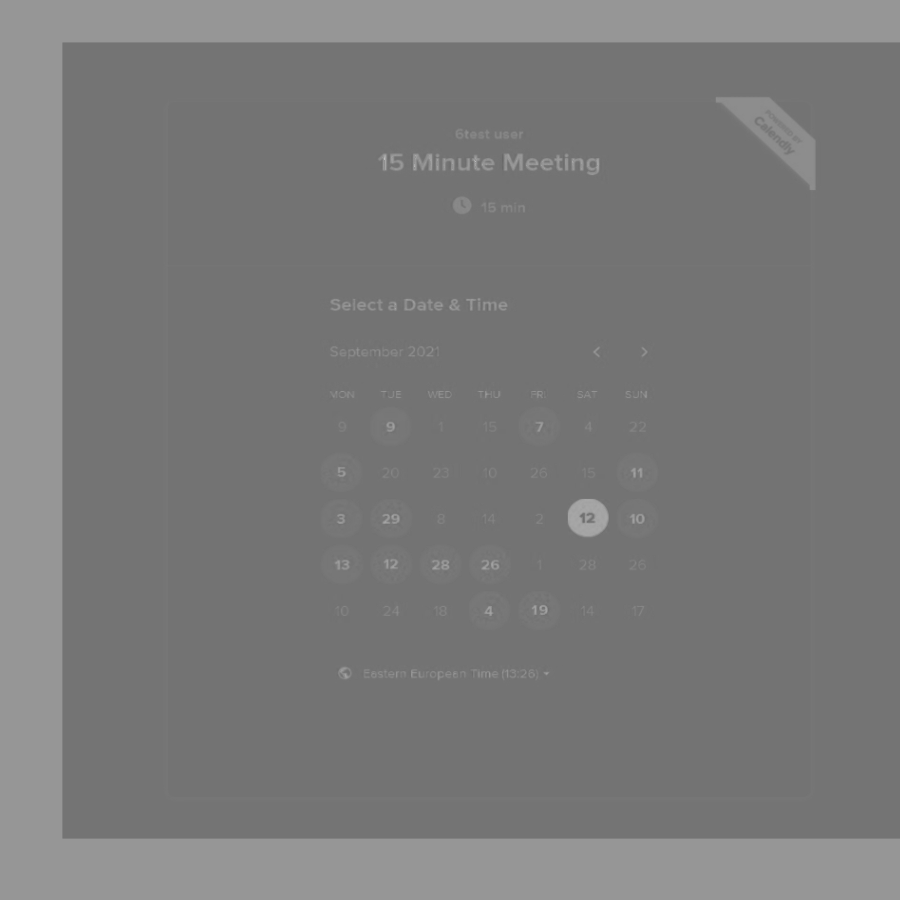 6test user
15 Minute Meeting
POWERED BY
Calendly
15 min
Select a Date & Time
September 2021
MON TUE WED THU FRI SAT SUN
9 9 1 15 7 4 22
5 20 23 10 26 15 11
3 29 8 14 2 12 10
13 12 28 26 1 28 26
10 24 18 4 19 14 17
Eastern European Time (13:26)